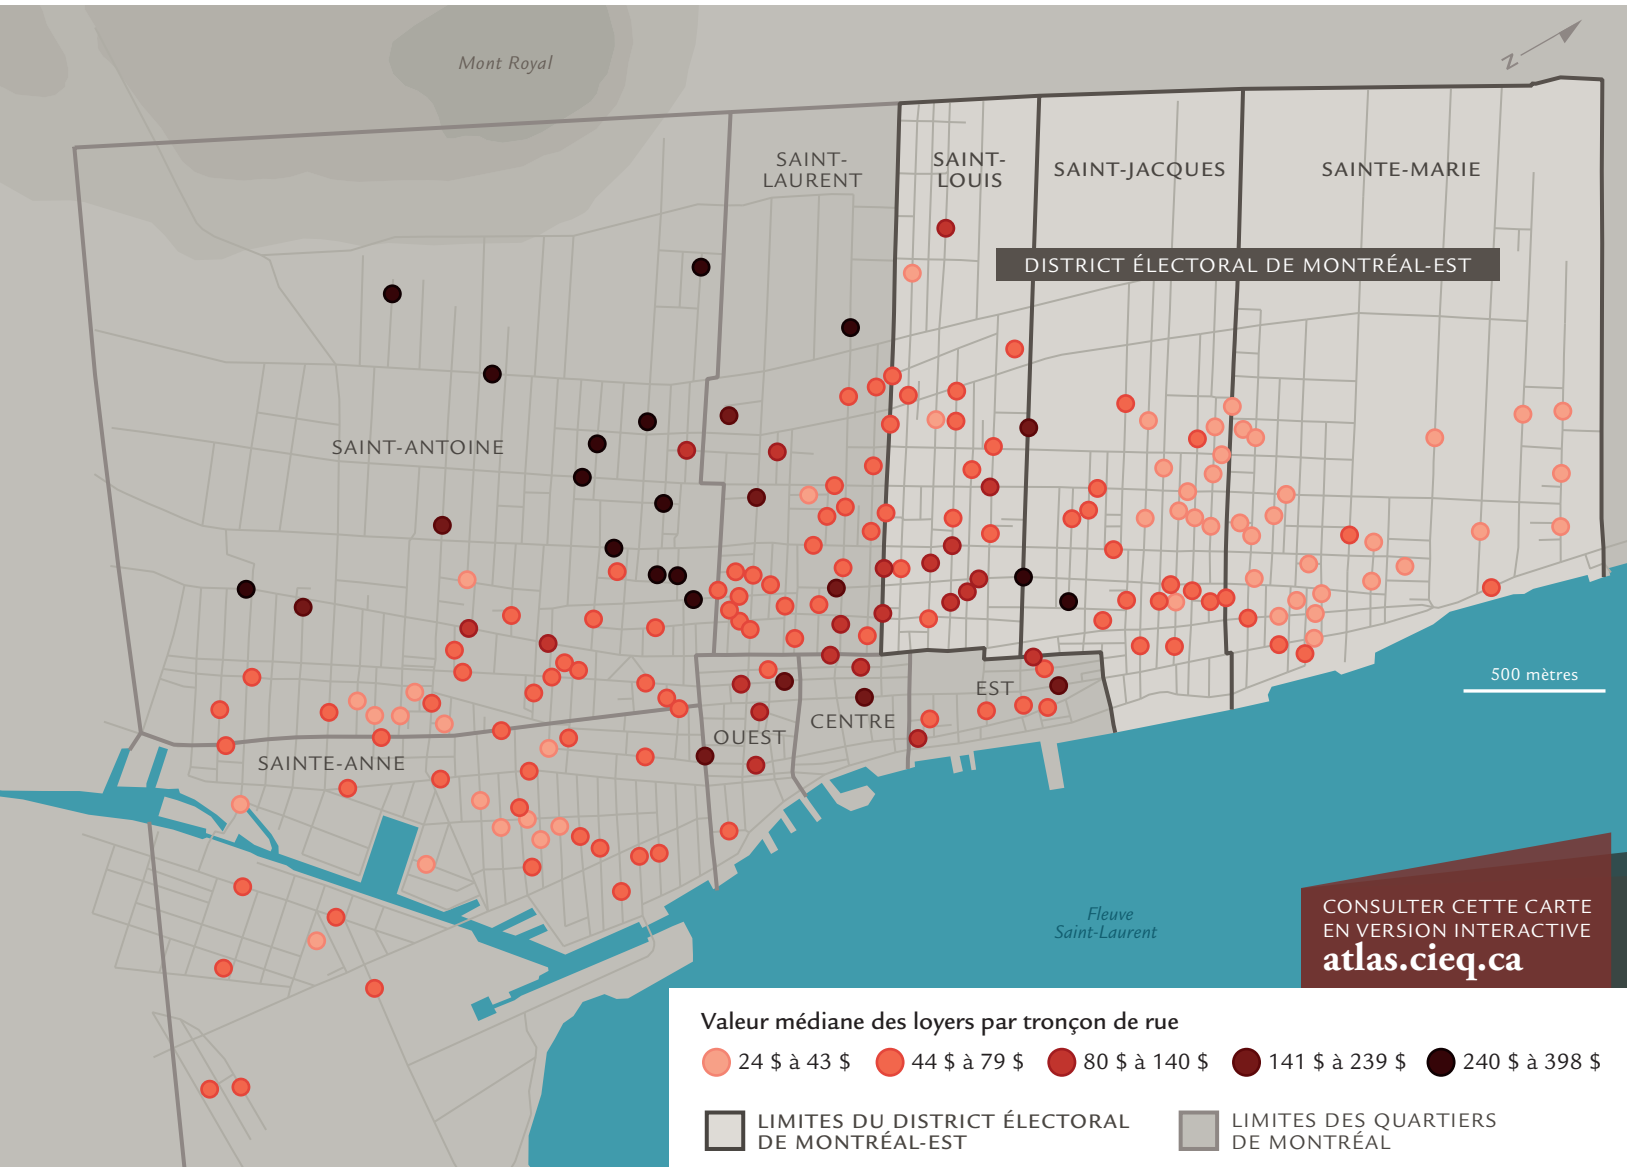 Mont Royal
N
SAINT-
LAURENT
SAINT-
LOUIS
SAINT-JACQUES
SAINTE-MARIE
DISTRICT ÉLECTORAL DE MONTRÉAL-EST
SAINT-ANTOINE
500 mètres
EST
CENTRE
OUEST
SAINTE-ANNE
Fleuve
Saint-Laurent
CONSULTER CETTE CARTE
EN VERSION INTERACTIVE
atlas.cieq.ca
Valeur médiane des loyers par tronçon de rue
24 $ à 43 $ 44 $ à 79 $ 80 $ à 140 $ 141 $ à 239 $ 240 $ à 398 $
LIMITES DU DISTRICT ÉLECTORAL
DE MONTRÉAL-EST
LIMITES DES QUARTIERS
DE MONTRÉAL